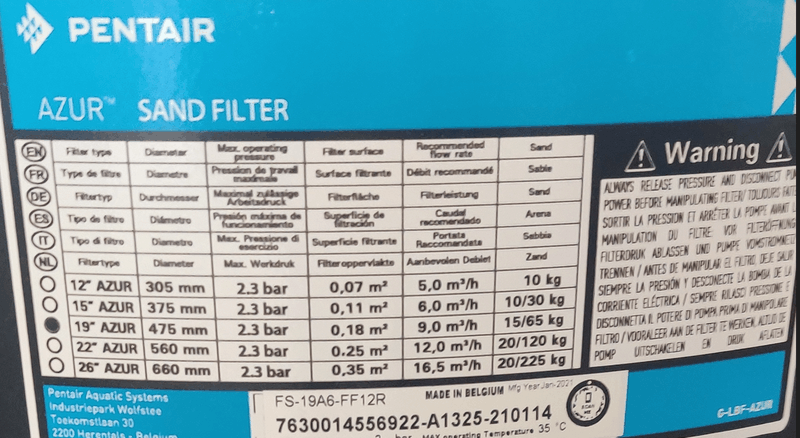 PENTAIR
AZUR™ SAND FILTER
EN Filter type Diameter Max. operating pressure Filter surface Recommended flow rate Sand
FR Type de filtre Diametre Pression de travail maximale Surface filtrante Débit recommandé Sable
DE Filtertyp Durchmesser Maximal zulässige Arbeitsdruck Filterfläche Filterleistung Sand
ES Tipo de filtro Diámetro Presión máxima de funcionamiento Superficie de filtración Caudal recomendado Arena
IT Tipo di filtro Diametro Max. Pressione di esercizio Superficie filtrante Portata Raccomandata Sabbia
NL Filtertype Diameter Max. Werkdruk Filteroppervlakte Aanbevolen Debiet Zand
12" AZUR 305 mm 2.3 bar 0,07 m² 5,0 m³/h 10 kg
15" AZUR 375 mm 2.3 bar 0,11 m² 6,0 m³/h 10/30 kg
19" AZUR 475 mm 2.3 bar 0,18 m² 9,0 m³/h 15/65 kg
22" AZUR 560 mm 2.3 bar 0.25 m² 12,0 m³/h 20/120 kg
26" AZUR 660 mm 2.3 bar 0,35 m² 16,5 m³/h 20/225 kg
Warning
ALWAYS RELEASE PRESSURE AND DISCONNECT
POWER BEFORE MANIPULATING FILTER/ TOUJOURS FAITES
SORTIR LA PRESSION ET ARRÊTER LA POMPE AVANT
MANIPULATION DU FILTRE VOR FILTERÖFFNUNG
FILTERDRUK ABLASSEN UND PUMPE VOMSTROMNETZ
TRENNEN / ANTES DE MANIPULAR EL FILTRO, DEJE SALIR
SIEMPRE LA PRESIÓN Y DESCONECTE LA BOMBA DE LA
CORRIENTE ELÉCTRICA / SEMPRE RILASCI PRESSIONE E
DISCONNETTA IL POTERE DI POMPA PRIMA DI MANIPOLARE
FILTRO / VOORALEER AAN DE FILTER TE WERKEN, ALTIJD DE
POMP UITSCHAKELEN EN DRUK AFLATEN
Pentair Aquatic Systems
Industriepark Wolfstee
Toekomstlaan 30
2200 Herentals - Belgium
FS-19A6-FF12R MADE IN BELGIUM Mfg Year Jan-2021
7630014556922-A1325-210114
bar MAX operating Temperature 35 °C
SCAN ME
G-LBF-AZURI